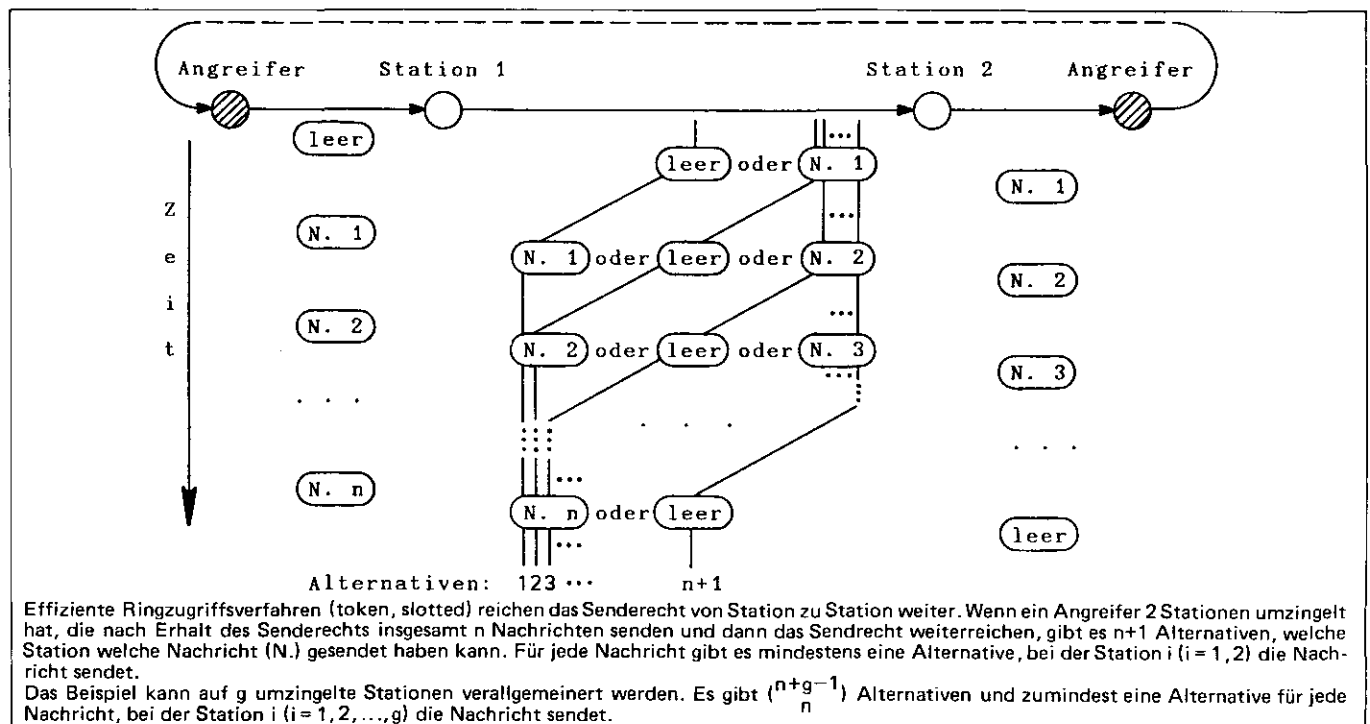 Angreifer Station 1 Station 2 Angreifer
leer
leer oder N. 1 ...
N. 1
Z
N. 1 ...
e
N. 1 oder leer oder N. 2
N. 2
i
N. 2 ...
t
N. 2 oder leer oder N. 3
N. 3
...
. . . . . .
. . .
N. n ...
N. n oder leer
leer
...
Alternativen: 123 ... n+1
Effiziente Ringzugriffsverfahren (token, slotted) reichen das Senderecht von Station zu Station weiter. Wenn ein Angreifer 2 Stationen umzingelt
hat, die nach Erhalt des Senderechts insgesamt n Nachrichten senden und dann das Sendrecht weiterreichen, gibt es n+1 Alternativen, welche
Station welche Nachricht (N.) gesendet haben kann. Für jede Nachricht gibt es mindestens eine Alternative, bei der Station i (i = 1,2) die Nach-
richt sendet.
Das Beispiel kann auf g umzingelte Stationen verallgemeinert werden. Es gibt (n+g−1 n) Alternativen und zumindest eine Alternative für jede
Nachricht, bei der Station i (i = 1, 2, ..., g) die Nachricht sendet.